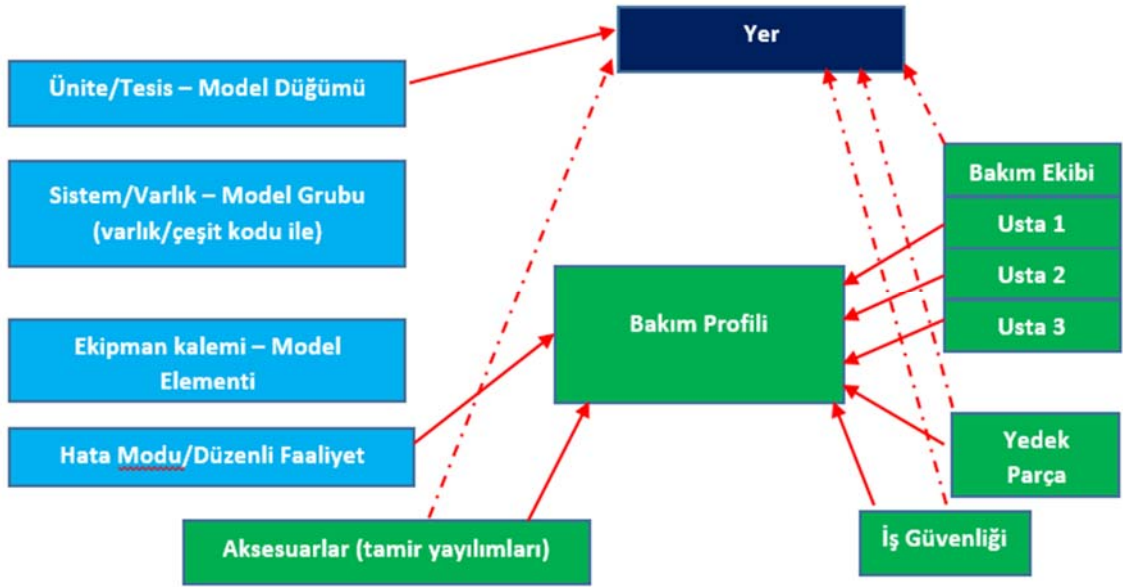 Yer
Ünite/Tesis – Model Düğümü
Sistem/Varlık – Model Grubu
(varlık/çeşit kodu ile)
Ekipman kalemi – Model
Elementi
Hata Modu/Düzenli Faaliyet
Bakım Profili
Bakım Ekibi
Usta 1
Usta 2
Usta 3
Yedek
Parça
Aksesuarlar (tamir yayılımları)
İş Güvenliği